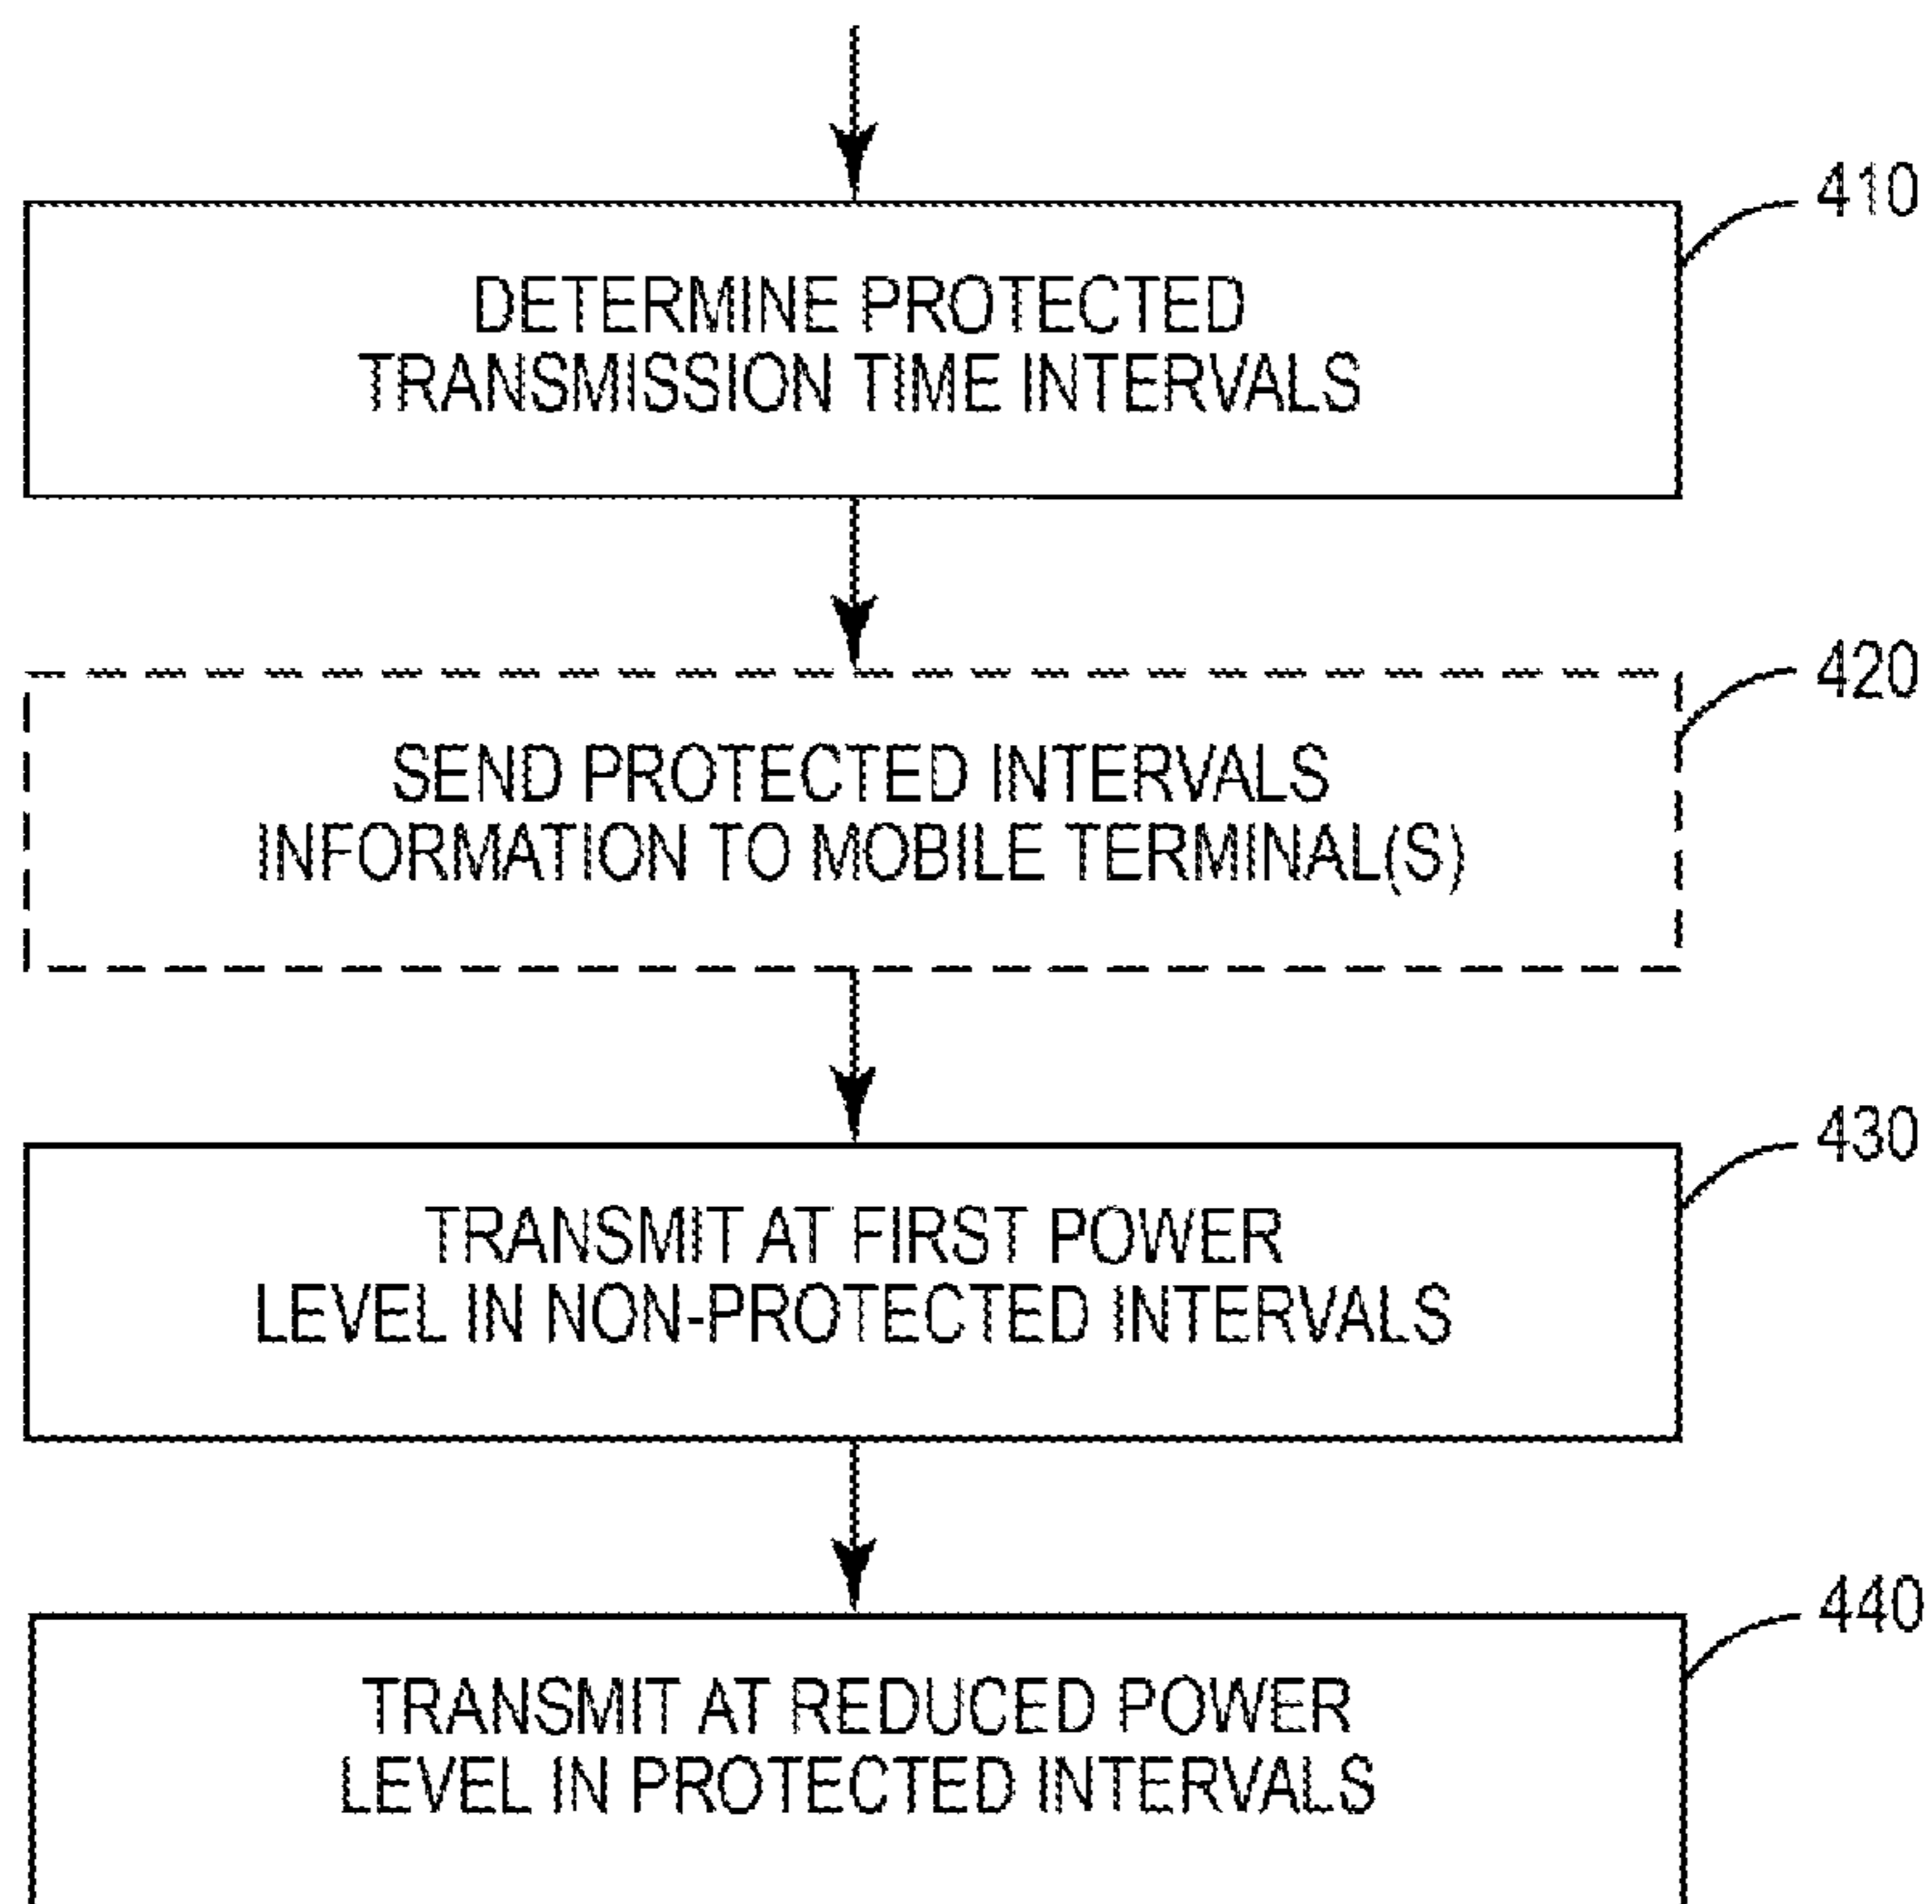 410
DETERMINE PROTECTED
TRANSMISSION TIME INTERVALS
420
SEND PROTECTED INTERVALS
INFORMATION TO MOBILE TERMINAL(S)
430
TRANSMIT AT FIRST POWER
LEVEL IN NON-PROTECTED INTERVALS
440
TRANSMIT AT REDUCED POWER
LEVEL IN PROTECTED INTERVALS